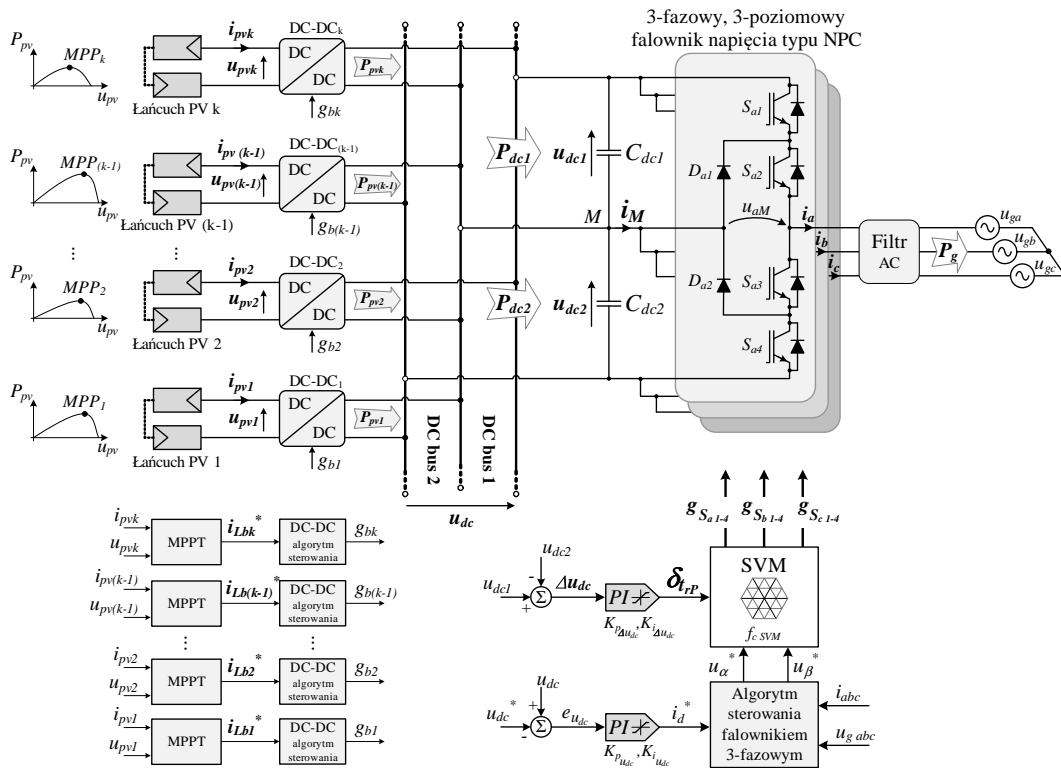 3-fazowy, 3-poziomowy
falownik napięcia typu NPC
P_pv
MPP_k
u_pv
Łańcuch PV k
i_pvk
u_pvk
DC-DC_k
DC
DC
g_bk
P_pvk
P_pv
MPP_(k-1)
u_pv
Łańcuch PV (k-1)
i_pv (k-1)
u_pv(k-1)
DC-DC_(k-1)
DC
DC
g_b(k-1)
P_pv(k-1)
⋮
⋮
P_pv
MPP_2
u_pv
Łańcuch PV 2
i_pv2
u_pv2
DC-DC_2
DC
DC
g_b2
P_pv2
P_pv
MPP_1
u_pv
Łańcuch PV 1
i_pv1
u_pv1
DC-DC_1
DC
DC
g_b1
P_pv1
DC bus 2
DC bus 1
u_dc
P_dc1
u_dc1
C_dc1
M
i_M
P_dc2
u_dc2
C_dc2
S_a1
D_a1
S_a2
u_aM
D_a2
S_a3
S_a4
i_a
i_b
i_c
Filtr
AC
P_g
u_ga
u_gb
u_gc
i_pvk
u_pvk
MPPT
i_Lbk*
DC-DC
algorytm
sterowania
g_bk
i_pv(k-1)
u_pv(k-1)
MPPT
i_Lb(k-1)*
DC-DC
algorytm
sterowania
g_b(k-1)
⋮
⋮
i_pv2
u_pv2
MPPT
i_Lb2*
DC-DC
algorytm
sterowania
g_b2
i_pv1
u_pv1
MPPT
i_Lb1*
DC-DC
algorytm
sterowania
g_b1
g_Sa 1-4
g_Sb 1-4
g_Sc 1-4
u_dc2
u_dc1
-
+
Σ
Δu_dc
PI
K_pΔu_dc, K_iΔu_dc
δ_trP
SVM
f_c SVM
u_α*
u_β*
u_dc
u_dc*
+
-
Σ
e_u_dc
PI
K_pu_dc, K_iu_dc
i_d*
Algorytm
sterowania
falownikiem
3-fazowym
i_abc
u_g abc